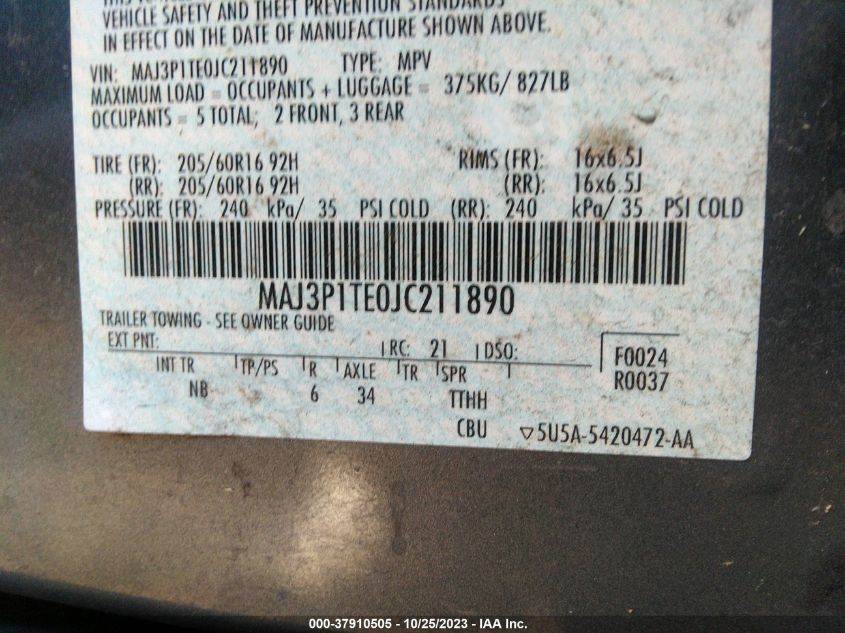 VEHICLE SAFETY AND THEFT PREVENTION STANDARDS
IN EFFECT ON THE DATE OF MANUFACTURE SHOWN ABOVE.
VIN: MAJ3P1TE0JC211890 TYPE: MPV
MAXIMUM LOAD = OCCUPANTS + LUGGAGE = 375KG/ 827LB
OCCUPANTS = 5 TOTAL; 2 FRONT, 3 REAR
TIRE (FR): 205/60R16 92H RIMS (FR): 16x6.5J
(RR): 205/60R16 92H (RR): 16x6.5J
PRESSURE (FR): 240 kPa/ 35 PSI COLD (RR): 240 kPa/ 35 PSI COLD
MAJ3P1TE0JC211890
TRAILER TOWING - SEE OWNER GUIDE
EXT PNT: RC: 21 DSO: F0024
INT TR TP/PS R AXLE TR SPR R0037
NB 6 34 TTHH
CBU ▽5U5A-5420472-AA
000-37910505 - 10/25/2023 - IAA Inc.